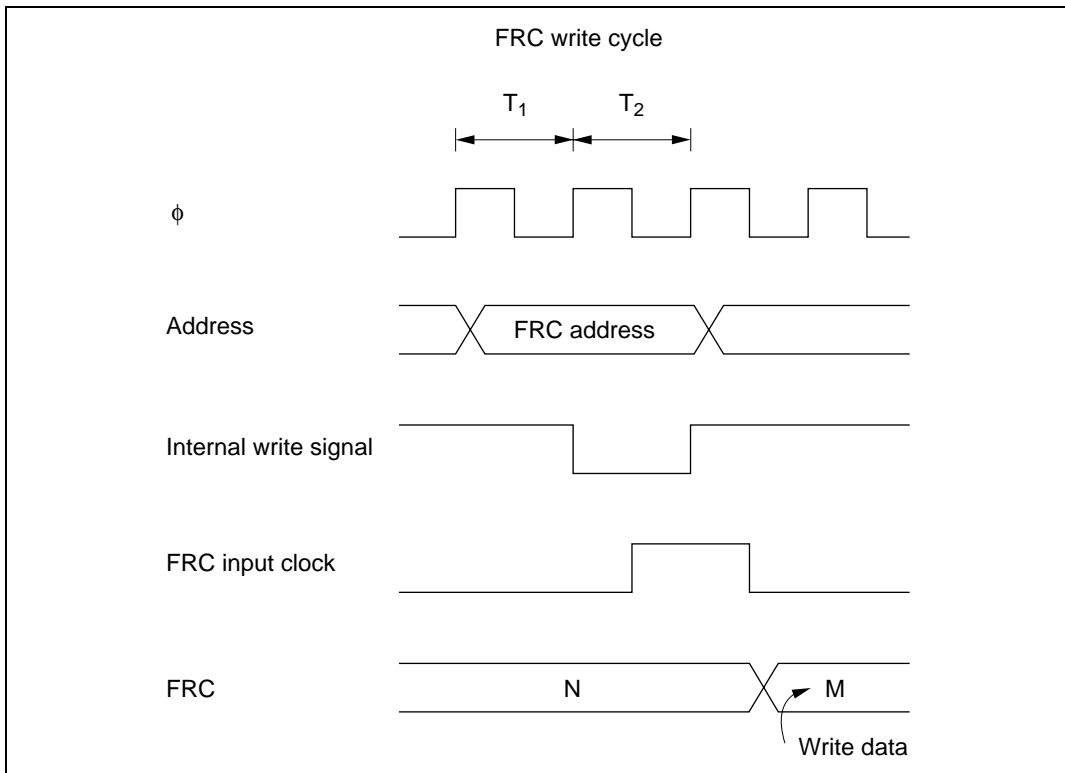 FRC write cycle
T1 T2
ϕ
Address
FRC address
Internal write signal
FRC input clock
FRC
N
M
Write data